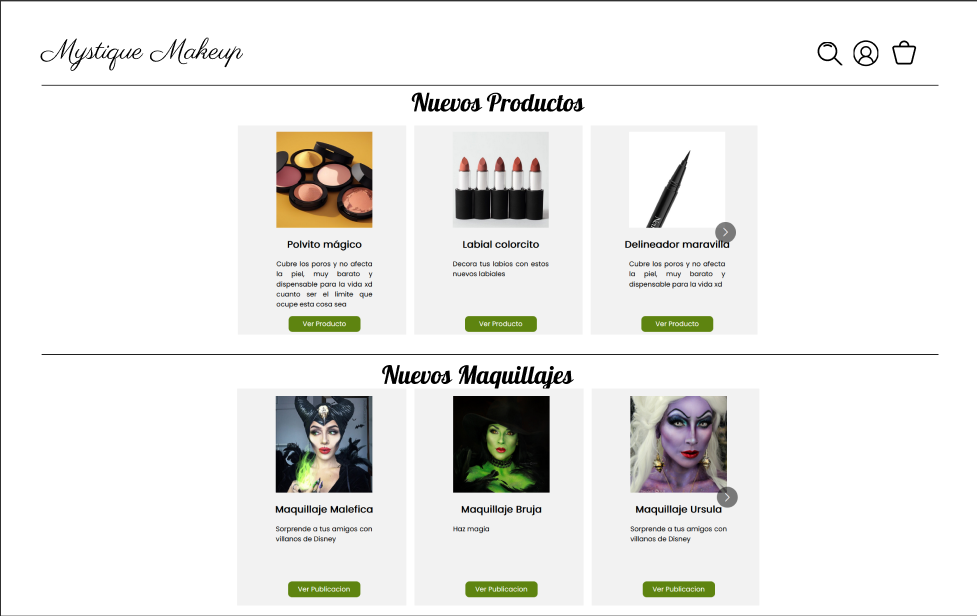 Mystique Makeup
Nuevos Productos
Polvito mágico
Cubre los poros y no afecta
la piel, muy barato y
dispensable para la vida xd
cuanto ser el límite que
ocupe esta cosa sea
Ver Producto
Labial colorcito
Decora tus labios con estos
nuevos labiales
Ver Producto
Delineador maravilla
Cubre los poros y no afecta
la piel, muy barato y
dispensable para la vida xd
Ver Producto
Nuevos Maquillajes
Maquillaje Malefica
Sorprende a tus amigos con
villanos de Disney
Ver Publicacion
Maquillaje Bruja
Haz magia
Ver Publicacion
Maquillaje Ursula
Sorprende a tus amigos con
villanos de Disney
Ver Publicacion